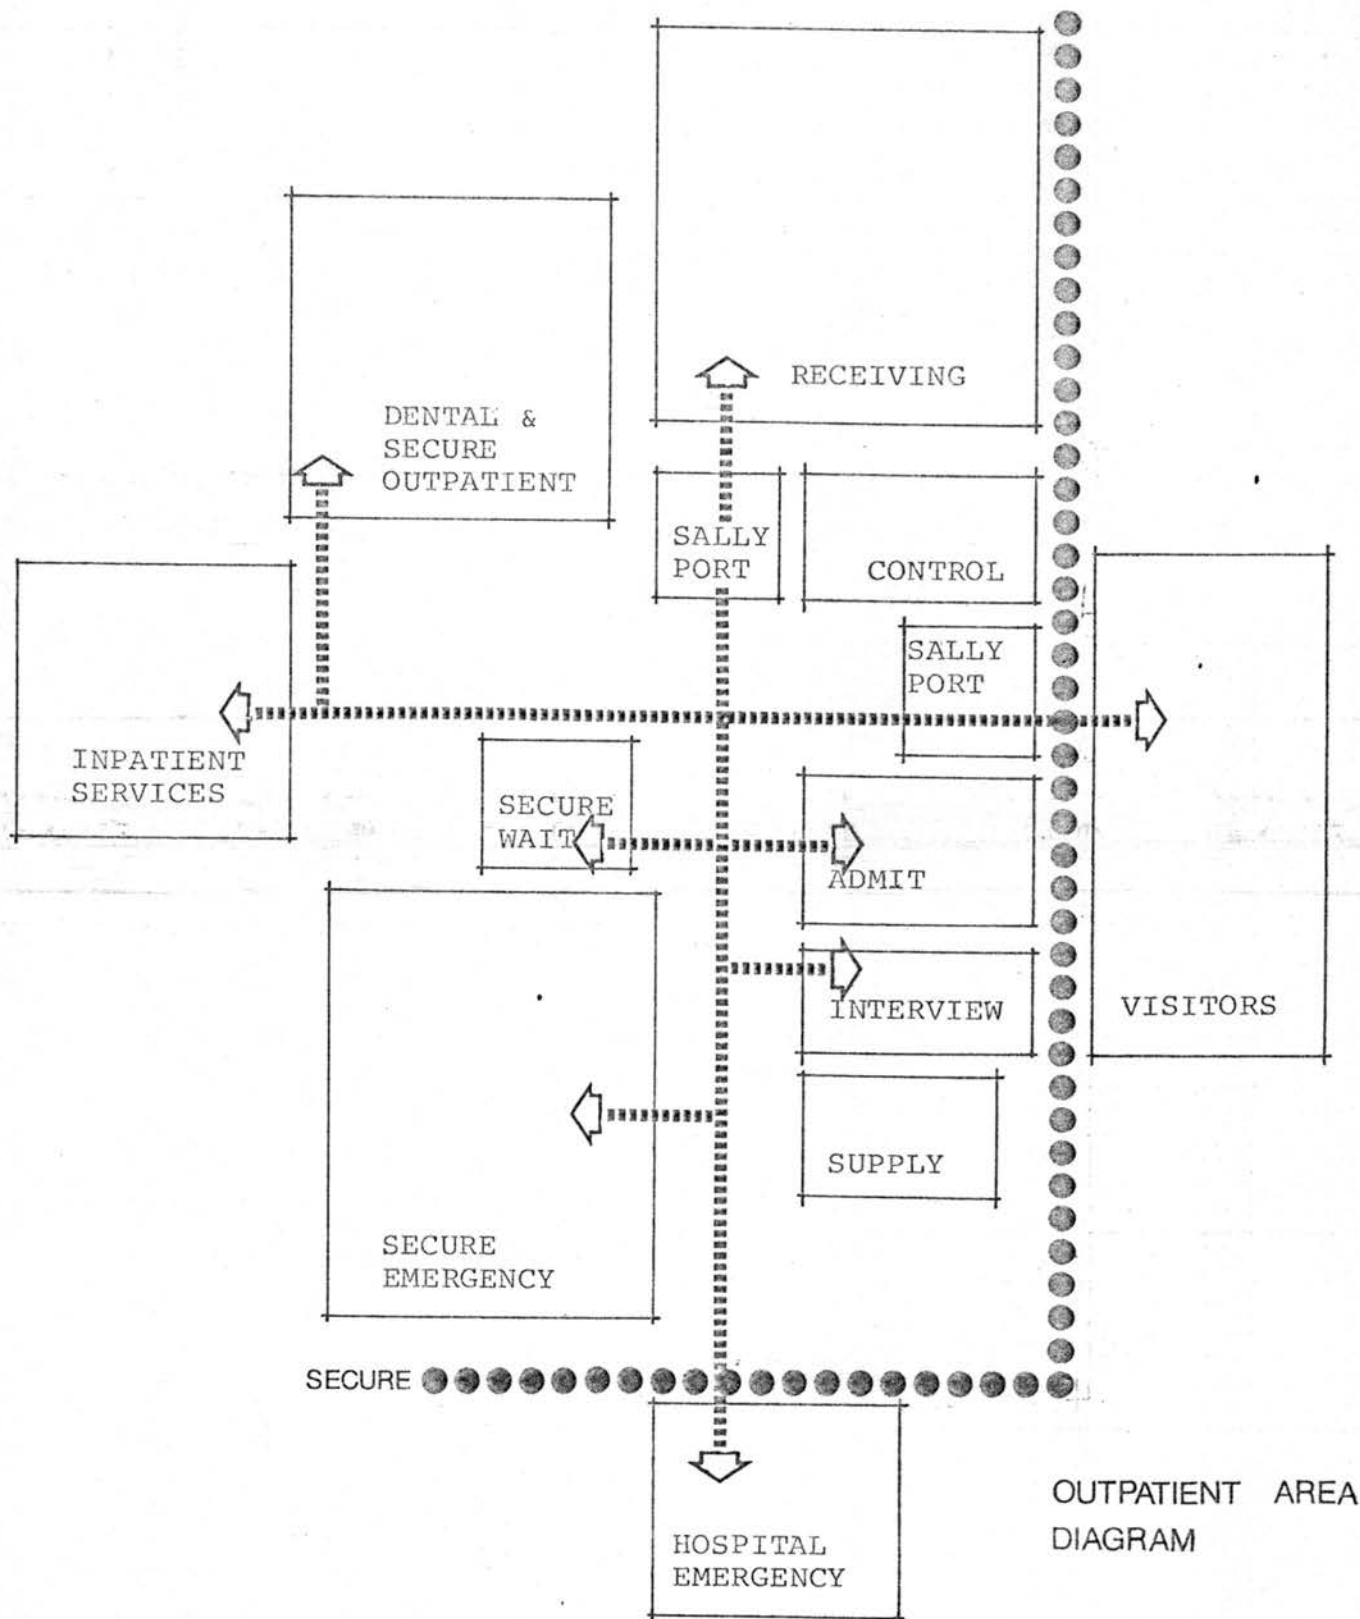 RECEIVING
DENTAL &
SECURE
OUTPATIENT
SALLY
PORT
CONTROL
SALLY
PORT
INPATIENT
SERVICES
SECURE
WAIT
ADMIT
INTERVIEW
VISITORS
SUPPLY
SECURE
EMERGENCY
SECURE
OUTPATIENT AREA
DIAGRAM
HOSPITAL
EMERGENCY